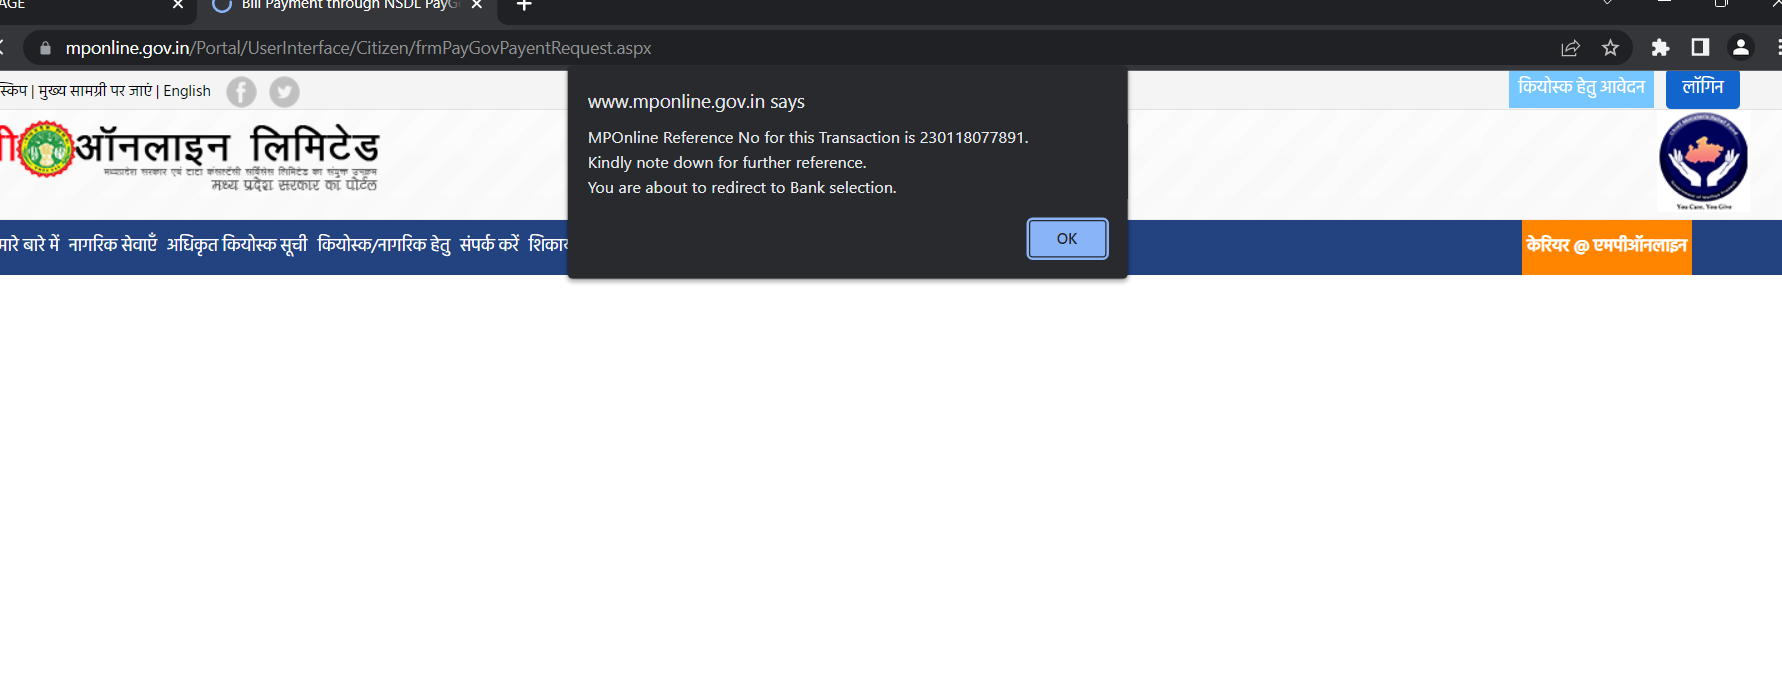 AGE
Bill Payment through NSDL PayG
mponline.gov.in/Portal/UserInterface/Citizen/frmPayGovPayentRequest.aspx
स्किप | मुख्य सामग्री पर जाएं | English
कियोस्क हेतु आवेदन
लॉगिन
ऑनलाइन लिमिटेड
मध्यप्रदेश सरकार एवं टाटा कंसल्टेंसी सर्विसेस लिमिटेड का संयुक्त उपक्रम
मध्य प्रदेश सरकार का पोर्टल
www.mponline.gov.in says
MPOnline Reference No for this Transaction is 230118077891.
Kindly note down for further reference.
You are about to redirect to Bank selection.
OK
You Care, You Give
मारे बारे में नागरिक सेवाएँ अधिकृत कियोस्क सूची कियोस्क/नागरिक हेतु संपर्क करें शिकाय
केरियर @ एमपीऑनलाइन